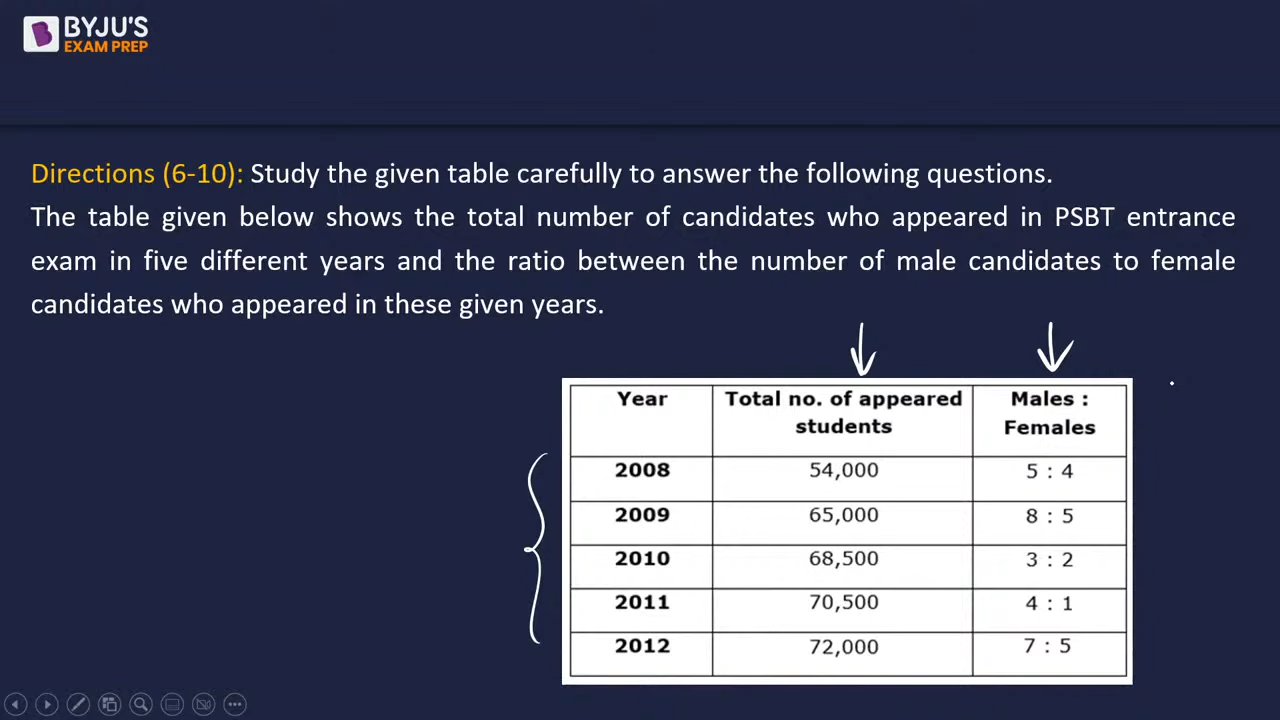 BYJU'S
EXAM PREP
Directions (6-10): Study the given table carefully to answer the following questions.
The table given below shows the total number of candidates who appeared in PSBT entrance
exam in five different years and the ratio between the number of male candidates to female
candidates who appeared in these given years.
Year Total no. of appeared students Males : Females
2008 54,000 5 : 4
2009 65,000 8 : 5
2010 68,500 3 : 2
2011 70,500 4 : 1
2012 72,000 7 : 5